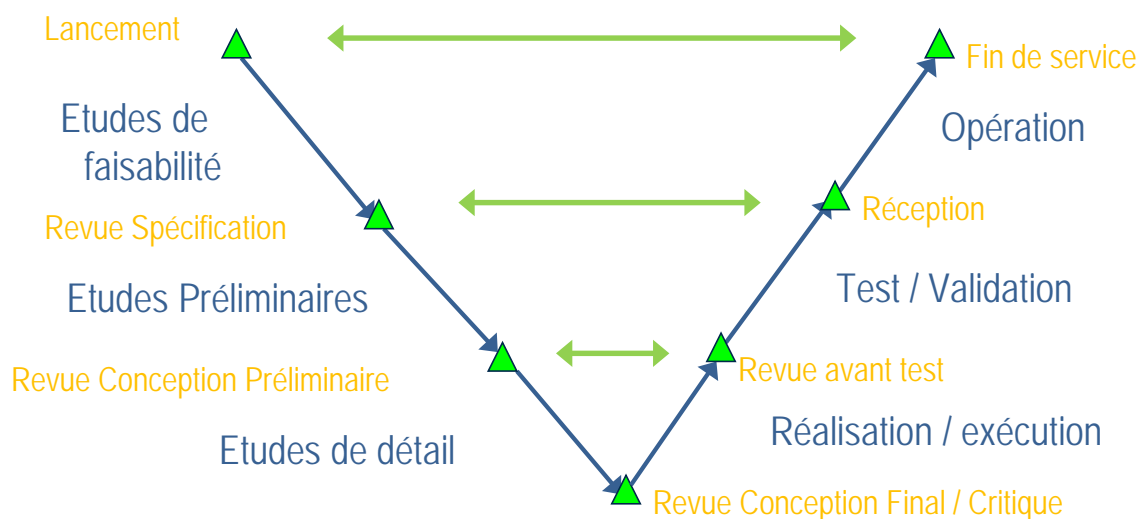 Lancement
Fin de service
Etudes de
faisabilité
Opération
Revue Spécification
Réception
Etudes Préliminaires
Test / Validation
Revue Conception Préliminaire
Revue avant test
Etudes de détail
Réalisation / exécution
Revue Conception Final / Critique